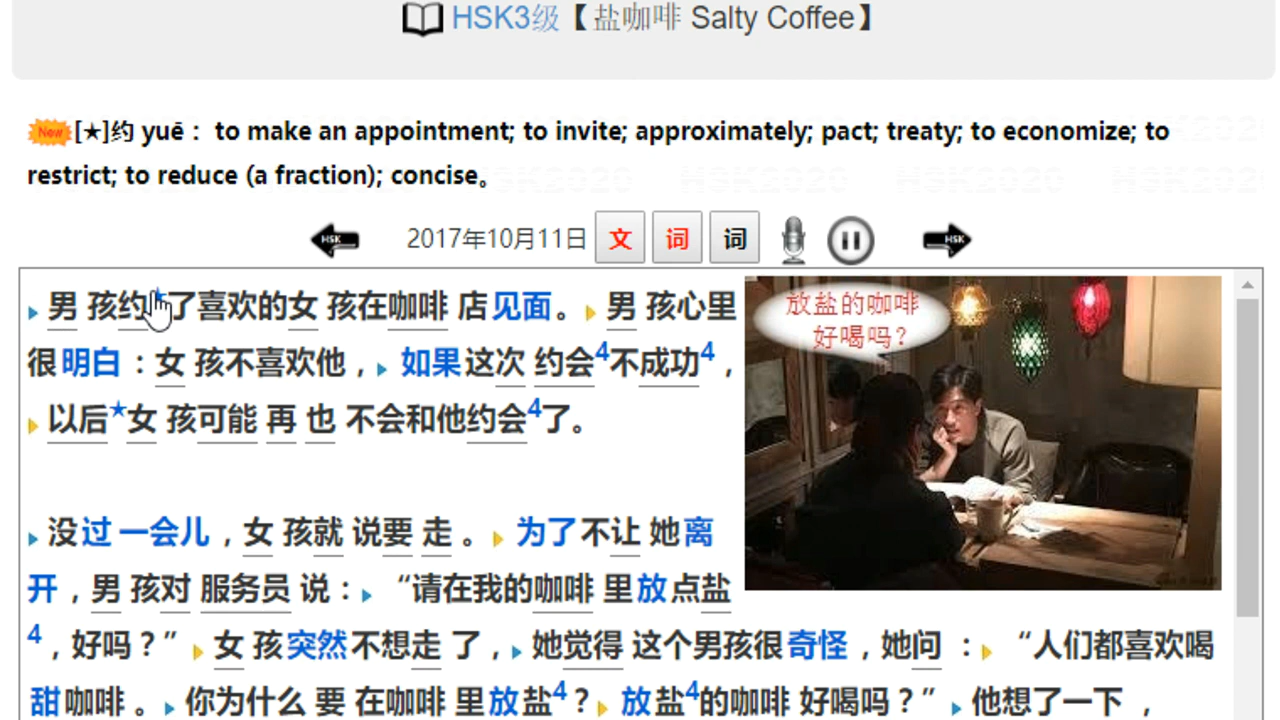 HSK3级【盐咖啡 Salty Coffee】
New [★]约 yuē： to make an appointment; to invite; approximately; pact; treaty; to economize; to
restrict; to reduce (a fraction); concise。
HSK 2017年10月11日 文 词 词 HSK
男孩约★了喜欢的女孩在咖啡店见面。男孩心里
很明白：女孩不喜欢他，如果这次约会4不成功4，
以后★女孩可能再也不会和他约会4了。
放盐的咖啡
好喝吗？
没过一会儿，女孩就说要走。为了不让她离
开，男孩对服务员说：“请在我的咖啡里放点盐
4，好吗？”女孩突然不想走了，她觉得这个男孩很奇怪，她问：“人们都喜欢喝
甜咖啡。你为什么要在咖啡里放盐4？放盐4的咖啡好喝吗？”他想了一下，